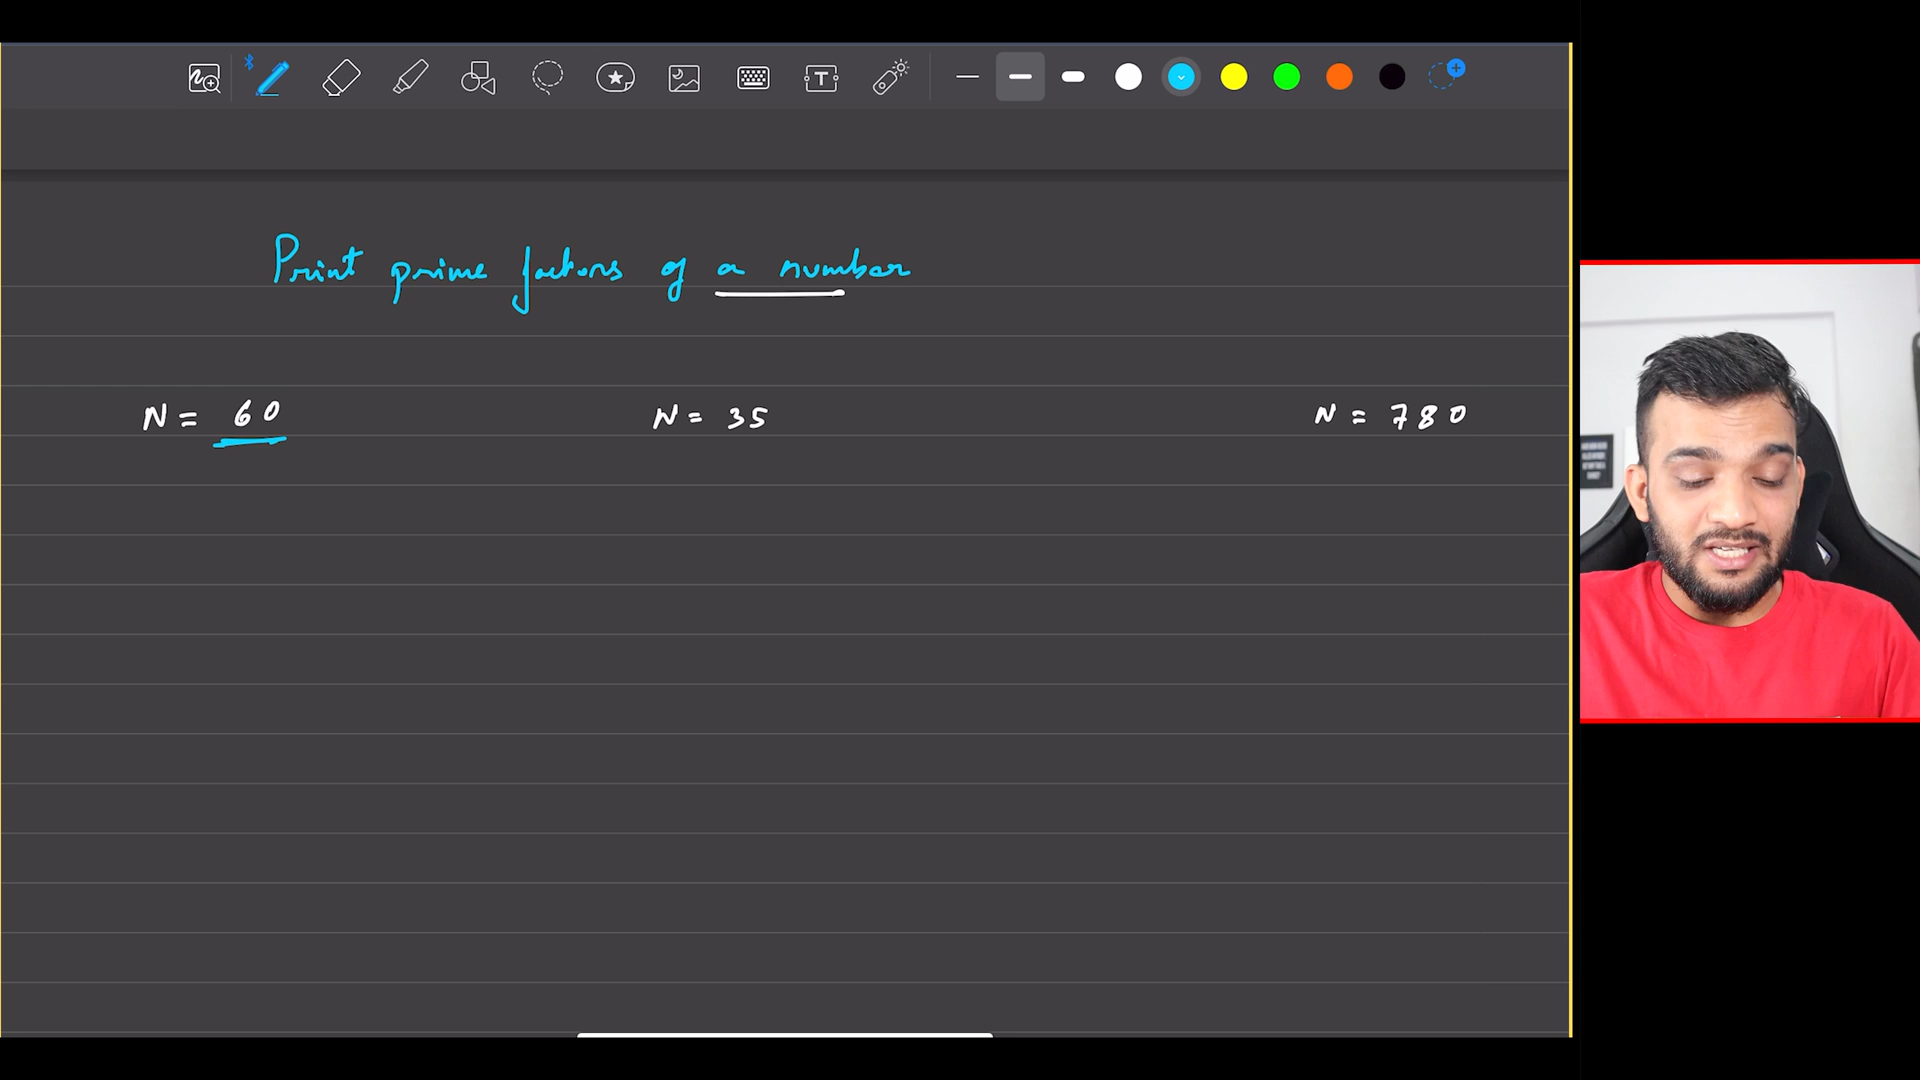 Print prime factors of a number
N = 60 N = 35 N = 780